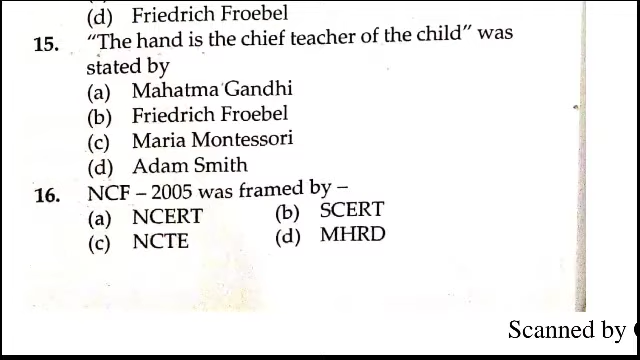 (d) Friedrich Froebel
15. "The hand is the chief teacher of the child" was
stated by
(a) Mahatma Gandhi
(b) Friedrich Froebel
(c) Maria Montessori
(d) Adam Smith
16. NCF – 2005 was framed by –
(a) NCERT (b) SCERT
(c) NCTE (d) MHRD
Scanned by